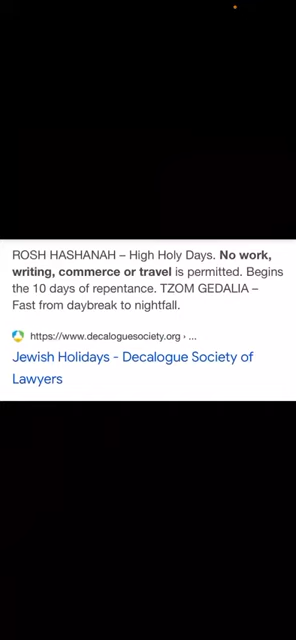 ROSH HASHANAH – High Holy Days. No work,
writing, commerce or travel is permitted. Begins
the 10 days of repentance. TZOM GEDALIA –
Fast from daybreak to nightfall.
https://www.decaloguesociety.org › ...
Jewish Holidays - Decalogue Society of
Lawyers